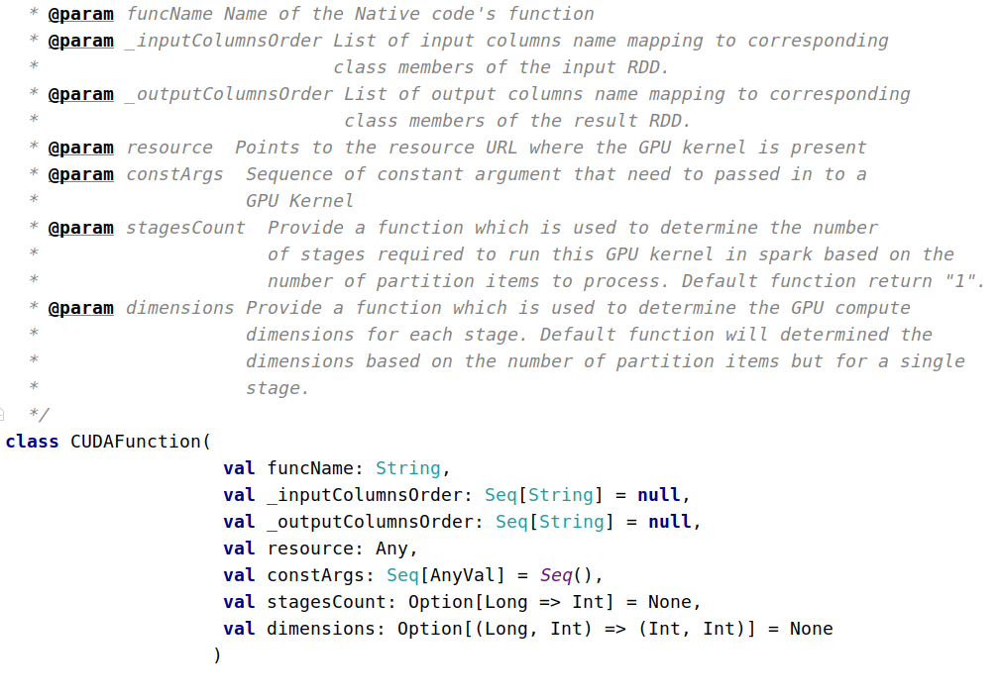 * @param funcName Name of the Native code's function
* @param _inputColumnsOrder List of input columns name mapping to corresponding
* class members of the input RDD.
* @param _outputColumnsOrder List of output columns name mapping to corresponding
* class members of the result RDD.
* @param resource Points to the resource URL where the GPU kernel is present
* @param constArgs Sequence of constant argument that need to passed in to a
* GPU Kernel
* @param stagesCount Provide a function which is used to determine the number
* of stages required to run this GPU kernel in spark based on the
* number of partition items to process. Default function return "1".
* @param dimensions Provide a function which is used to determine the GPU compute
* dimensions for each stage. Default function will determined the
* dimensions based on the number of partition items but for a single
* stage.
*/
class CUDAFunction(
val funcName: String,
val _inputColumnsOrder: Seq[String] = null,
val _outputColumnsOrder: Seq[String] = null,
val resource: Any,
val constArgs: Seq[AnyVal] = Seq(),
val stagesCount: Option[Long => Int] = None,
val dimensions: Option[(Long, Int) => (Int, Int)] = None
)